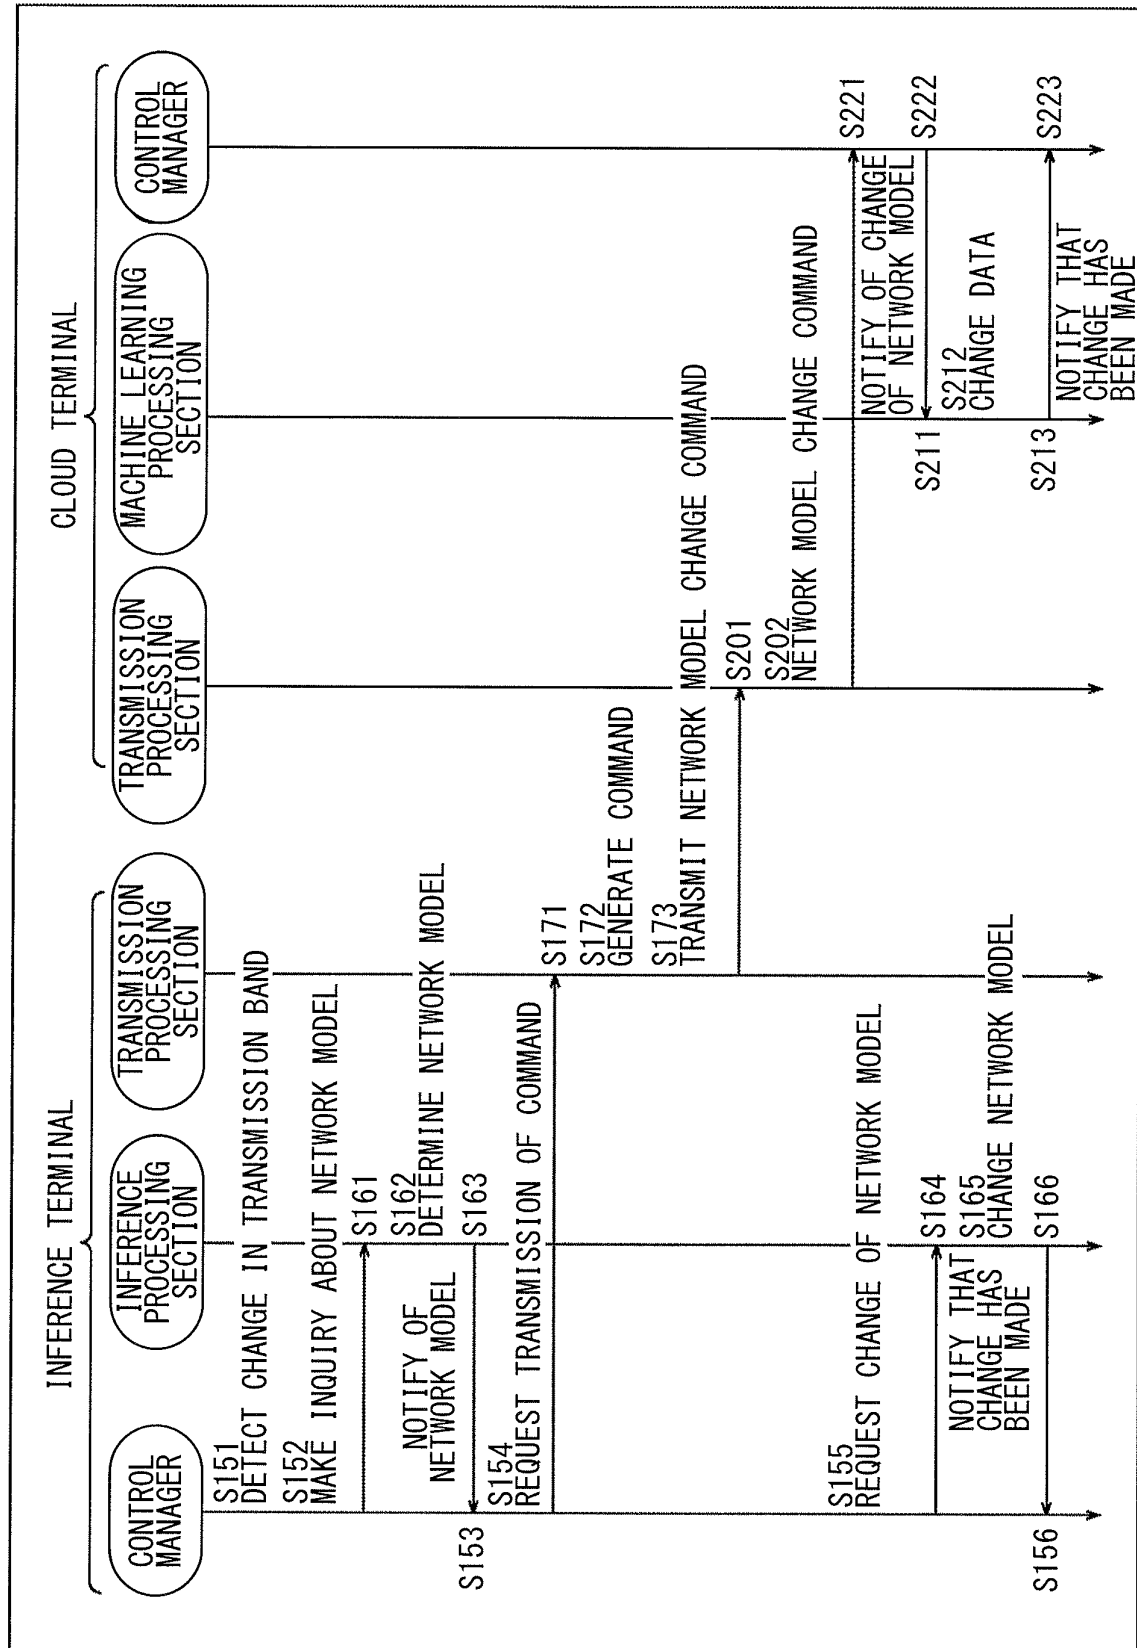 INFERENCE TERMINAL
CLOUD TERMINAL
CONTROL
MANAGER
INFERENCE
PROCESSING
SECTION
TRANSMISSION
PROCESSING
SECTION
TRANSMISSION
PROCESSING
SECTION
MACHINE LEARNING
PROCESSING
SECTION
CONTROL
MANAGER
S151
DETECT CHANGE IN TRANSMISSION BAND
S152
MAKE INQUIRY ABOUT NETWORK MODEL
S161
S162
DETERMINE NETWORK MODEL
NOTIFY OF
NETWORK MODEL
S153
S163
S154
REQUEST TRANSMISSION OF COMMAND
S171
S172
GENERATE COMMAND
S173
TRANSMIT NETWORK MODEL CHANGE COMMAND
S201
S202
NETWORK MODEL CHANGE COMMAND
S221
S155
REQUEST CHANGE OF NETWORK MODEL
NOTIFY OF CHANGE
OF NETWORK MODEL
S211
S222
S164
S165
CHANGE NETWORK MODEL
S212
CHANGE DATA
NOTIFY THAT
CHANGE HAS
BEEN MADE
S156
S166
S213
S223
NOTIFY THAT
CHANGE HAS
BEEN MADE